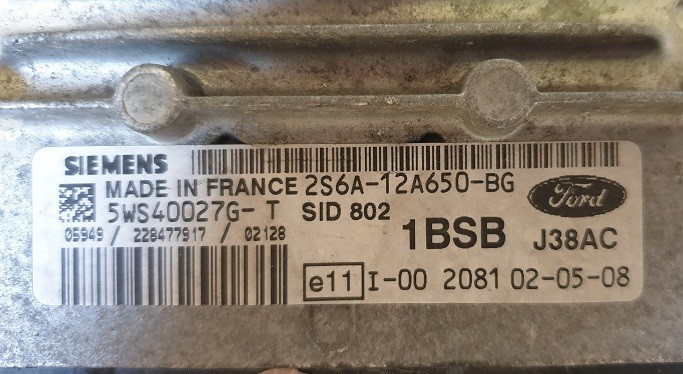 SIEMENS
MADE IN FRANCE 2S6A-12A650-BG
Ford
5WS40027G-T SID 802
05949 / 228477917 / 02128
1BSB J38AC
e11 I-00 2081 02-05-08